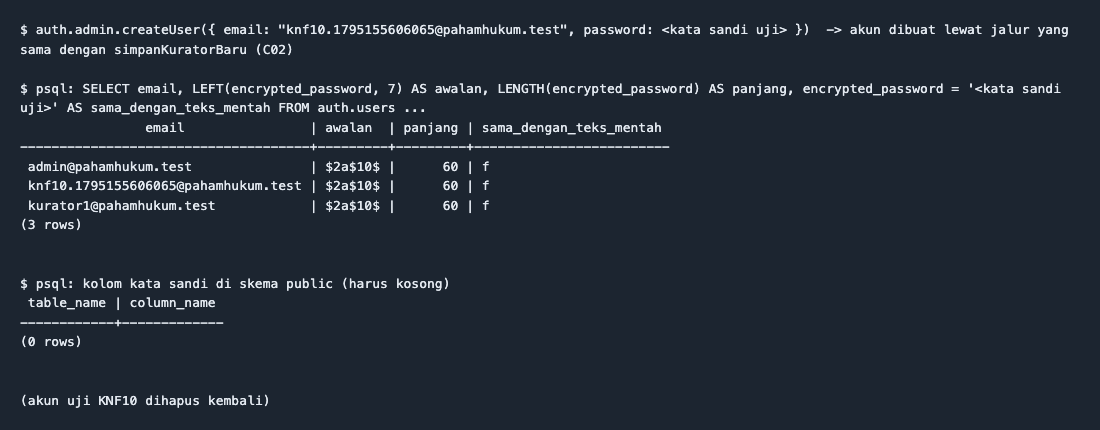 $ auth.admin.createUser({ email: "knf10.1795155606065@pahamhukum.test", password: <kata sandi uji> })  -> akun dibuat lewat jalur yang
sama dengan simpanKuratorBaru (C02)
$ psql: SELECT email, LEFT(encrypted_password, 7) AS awalan, LENGTH(encrypted_password) AS panjang, encrypted_password = '<kata sandi
uji>' AS sama_dengan_teks_mentah FROM auth.users ...
                email                | awalan  | panjang | sama_dengan_teks_mentah
-------------------------------------+---------+---------+-------------------------
 admin@pahamhukum.test               | $2a$10$ |      60 | f
 knf10.1795155606065@pahamhukum.test | $2a$10$ |      60 | f
 kurator1@pahamhukum.test            | $2a$10$ |      60 | f
(3 rows)
$ psql: kolom kata sandi di skema public (harus kosong)
 table_name | column_name
------------+-------------
(0 rows)
(akun uji KNF10 dihapus kembali)